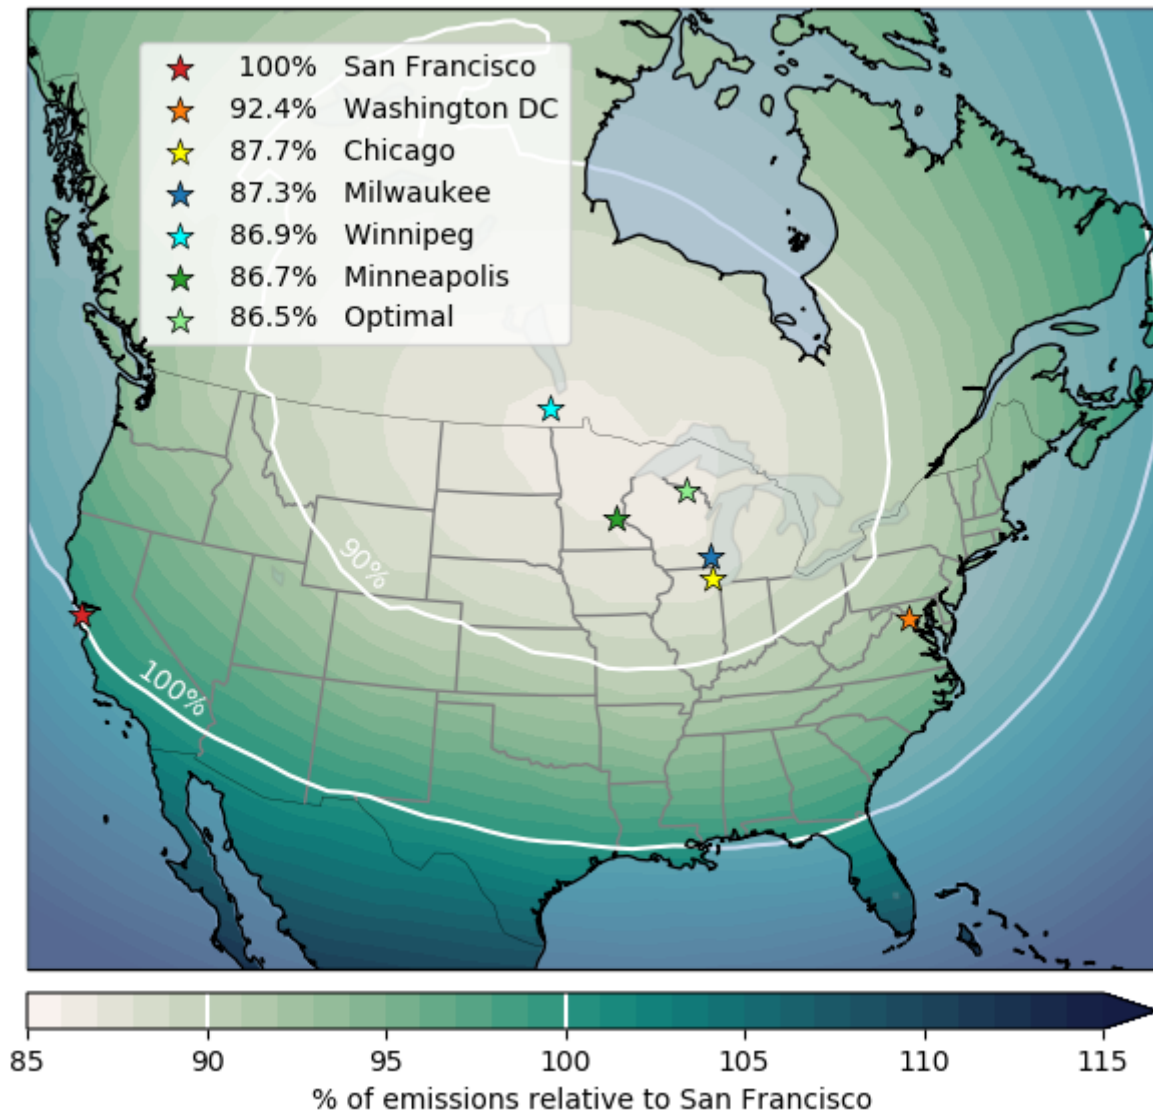 100% San Francisco
92.4% Washington DC
87.7% Chicago
87.3% Milwaukee
86.9% Winnipeg
86.7% Minneapolis
86.5% Optimal
90%
100%
85 90 95 100 105 110 115
% of emissions relative to San Francisco